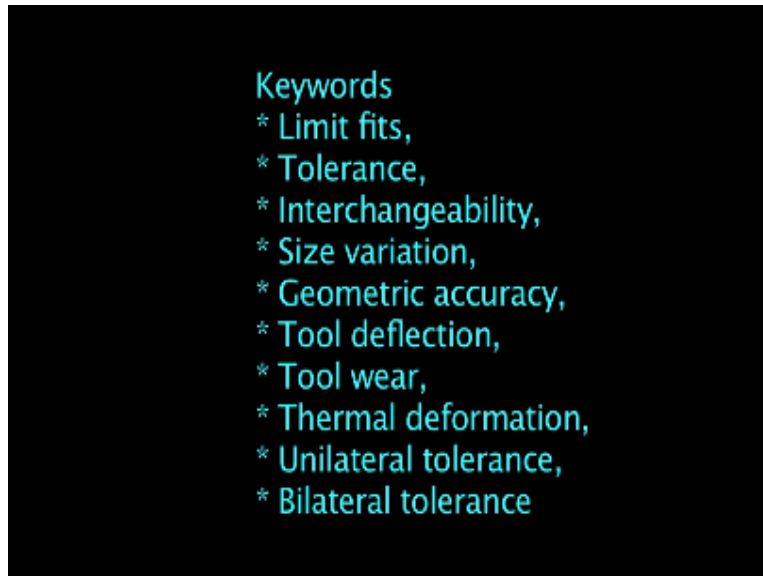 Keywords
* Limit fits,
* Tolerance,
* Interchangeability,
* Size variation,
* Geometric accuracy,
* Tool deflection,
* Tool wear,
* Thermal deformation,
* Unilateral tolerance,
* Bilateral tolerance